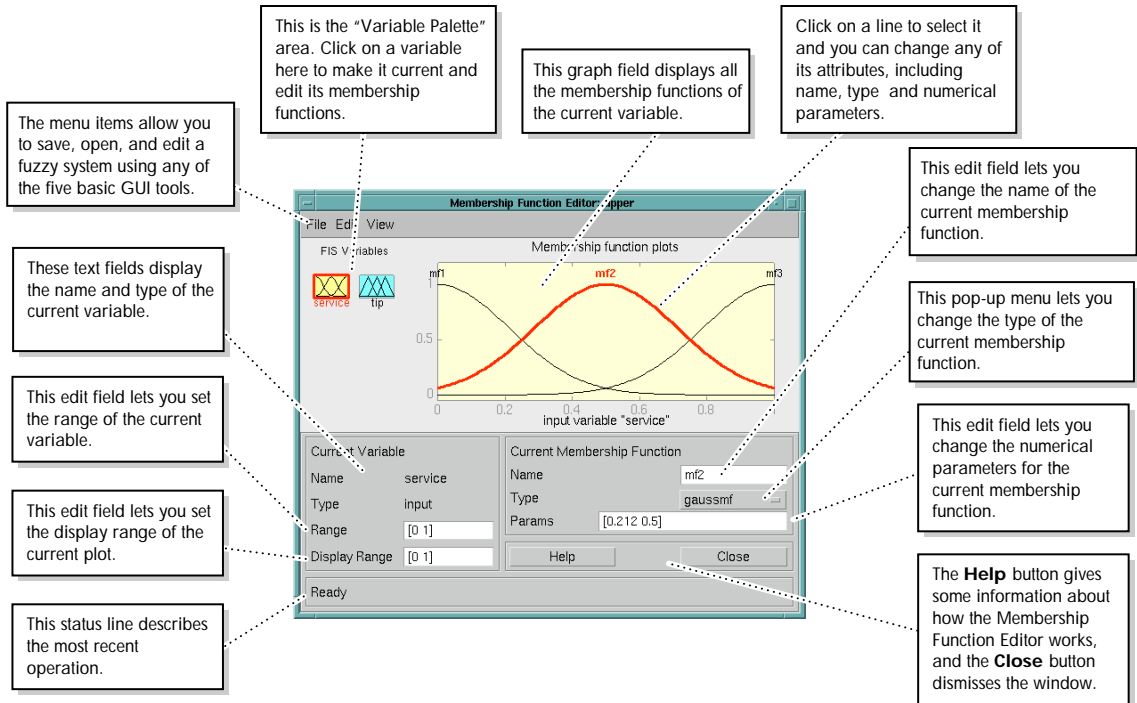 This is the “Variable Palette”
area. Click on a variable
here to make it current and
edit its membership
functions.
This graph field displays all
the membership functions of
the current variable.
Click on a line to select it
and you can change any of
its attributes, including
name, type and numerical
parameters.
The menu items allow you
to save, open, and edit a
fuzzy system using any of
the five basic GUI tools.
This edit field lets you
change the name of the
current membership
function.
These text fields display
the name and type of the
current variable.
This pop-up menu lets you
change the type of the
current membership
function.
This edit field lets you set
the range of the current
variable.
This edit field lets you
change the numerical
parameters for the
current membership
function.
This edit field lets you set
the display range of the
current plot.
This status line describes
the most recent
operation.
The Help button gives
some information about
how the Membership
Function Editor works,
and the Close button
dismisses the window.
Membership Function Editor:
File Edit View
FIS Variables
service
tip
Membership function plots
mf1
mf2
mf3
1
0.5
0
0
0.2
0.4
0.6
0.8
1
input variable "service"
Current Variable
Name service
Type input
Range [0 1]
Display Range [0 1]
Current Membership Function
Name mf2
Type gaussmf
Params [0.212 0.5]
Help
Close
Ready